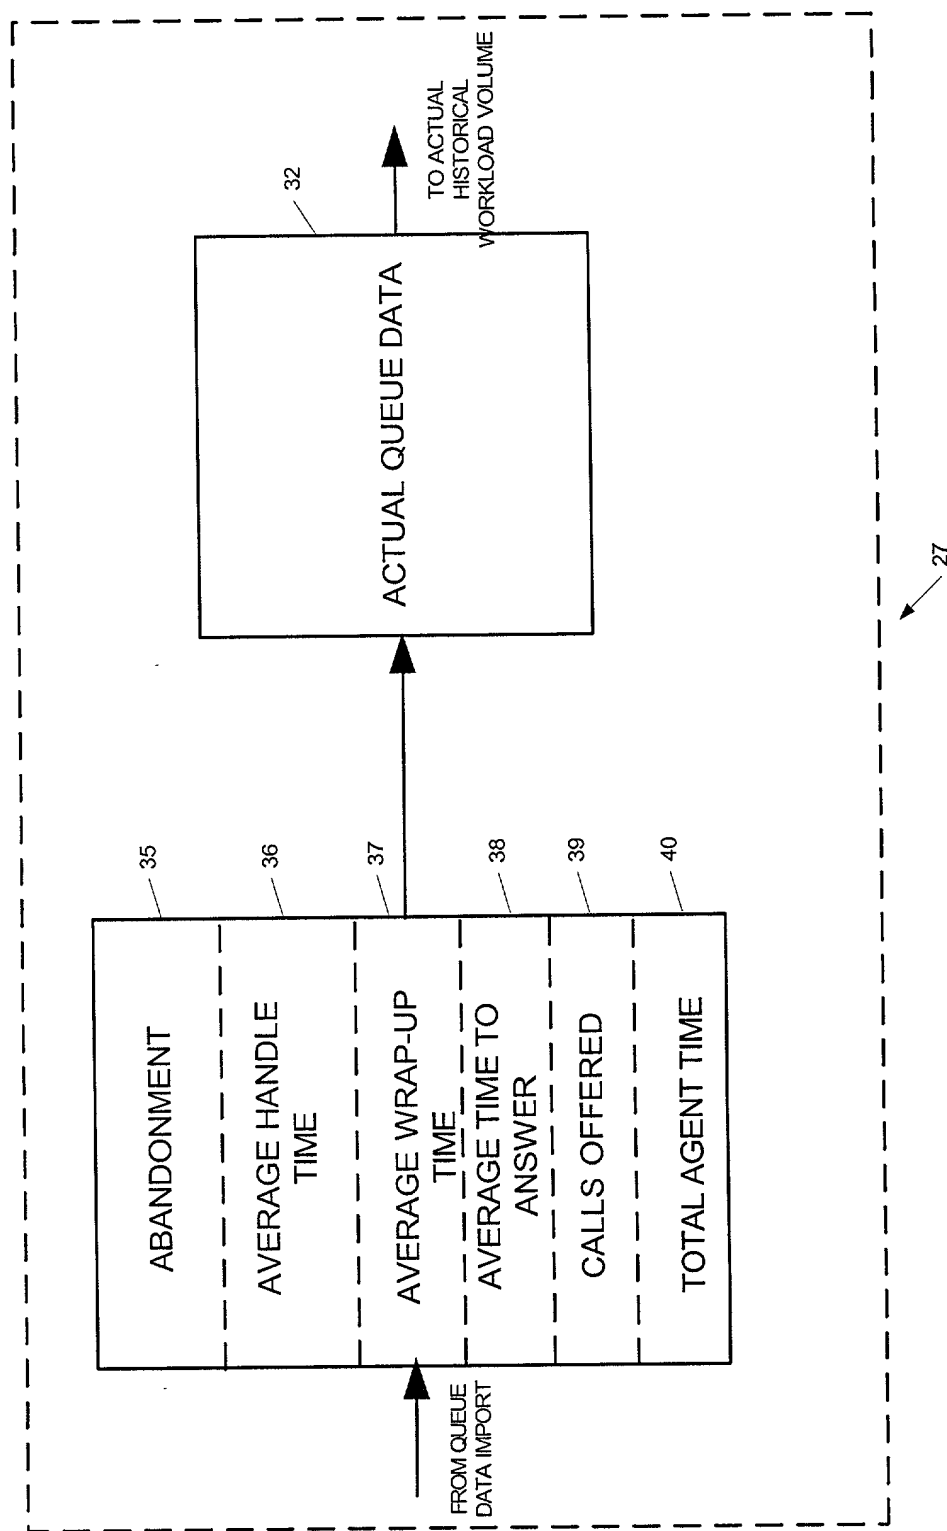 FROM QUEUE
DATA IMPORT
35
ABANDONMENT
36
AVERAGE HANDLE
TIME
37
AVERAGE WRAP-UP
TIME
38
AVERAGE TIME TO
ANSWER
39
CALLS OFFERED
40
TOTAL AGENT TIME
32
ACTUAL QUEUE DATA
TO ACTUAL
HISTORICAL
WORKLOAD VOLUME
27